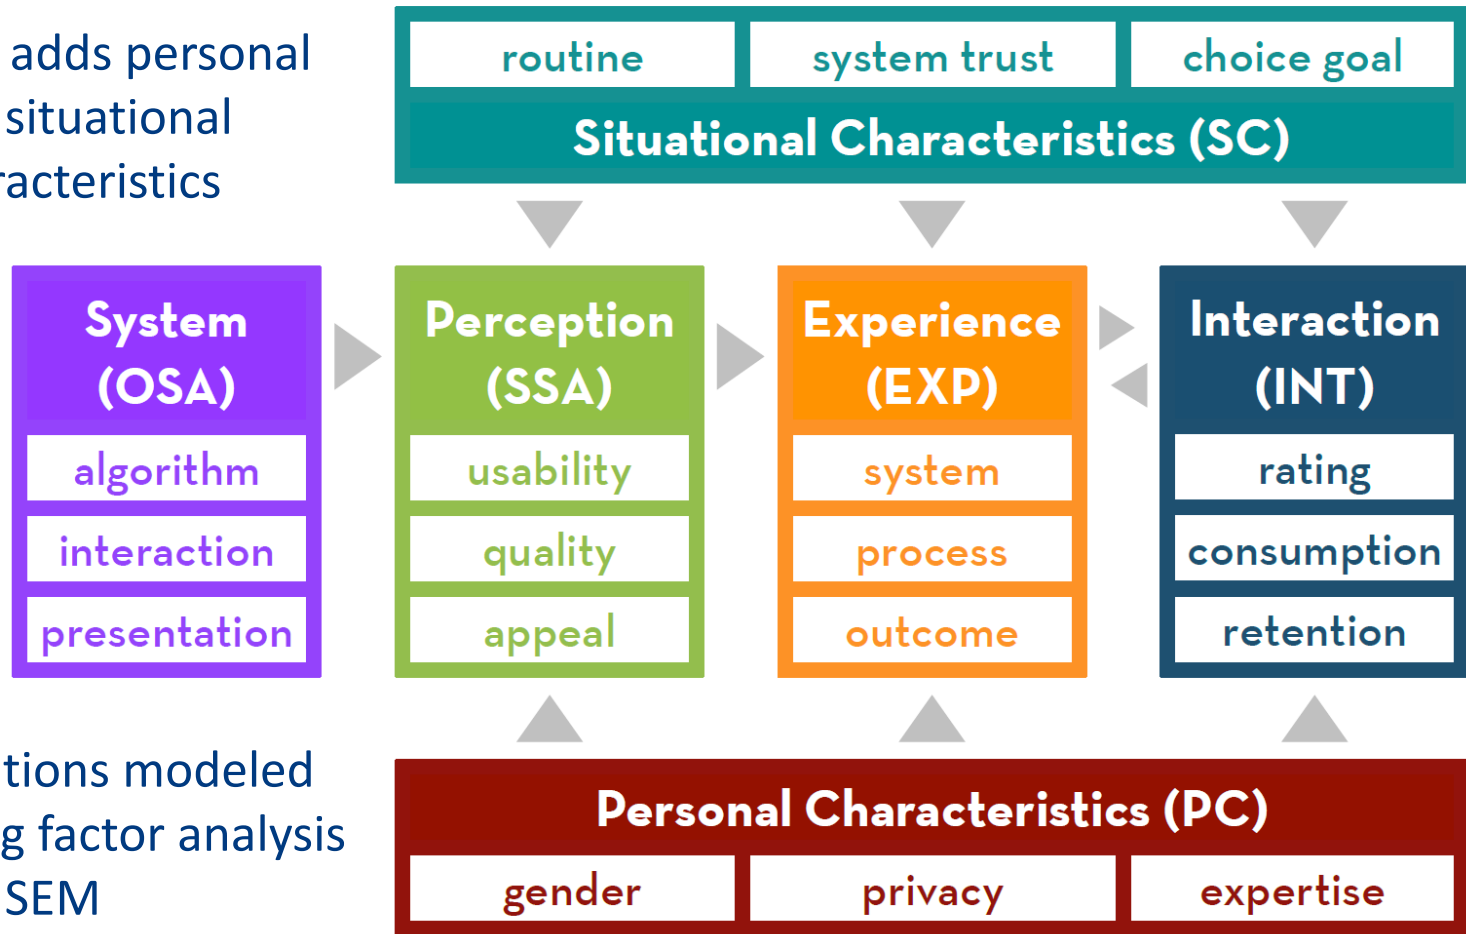 adds personal
situational
racteristics
routine
system trust
choice goal
Situational Characteristics (SC)
System
(OSA)
algorithm
interaction
presentation
Perception
(SSA)
usability
quality
appeal
Experience
(EXP)
system
process
outcome
Interaction
(INT)
rating
consumption
retention
tions modeled
g factor analysis
SEM
Personal Characteristics (PC)
gender
privacy
expertise